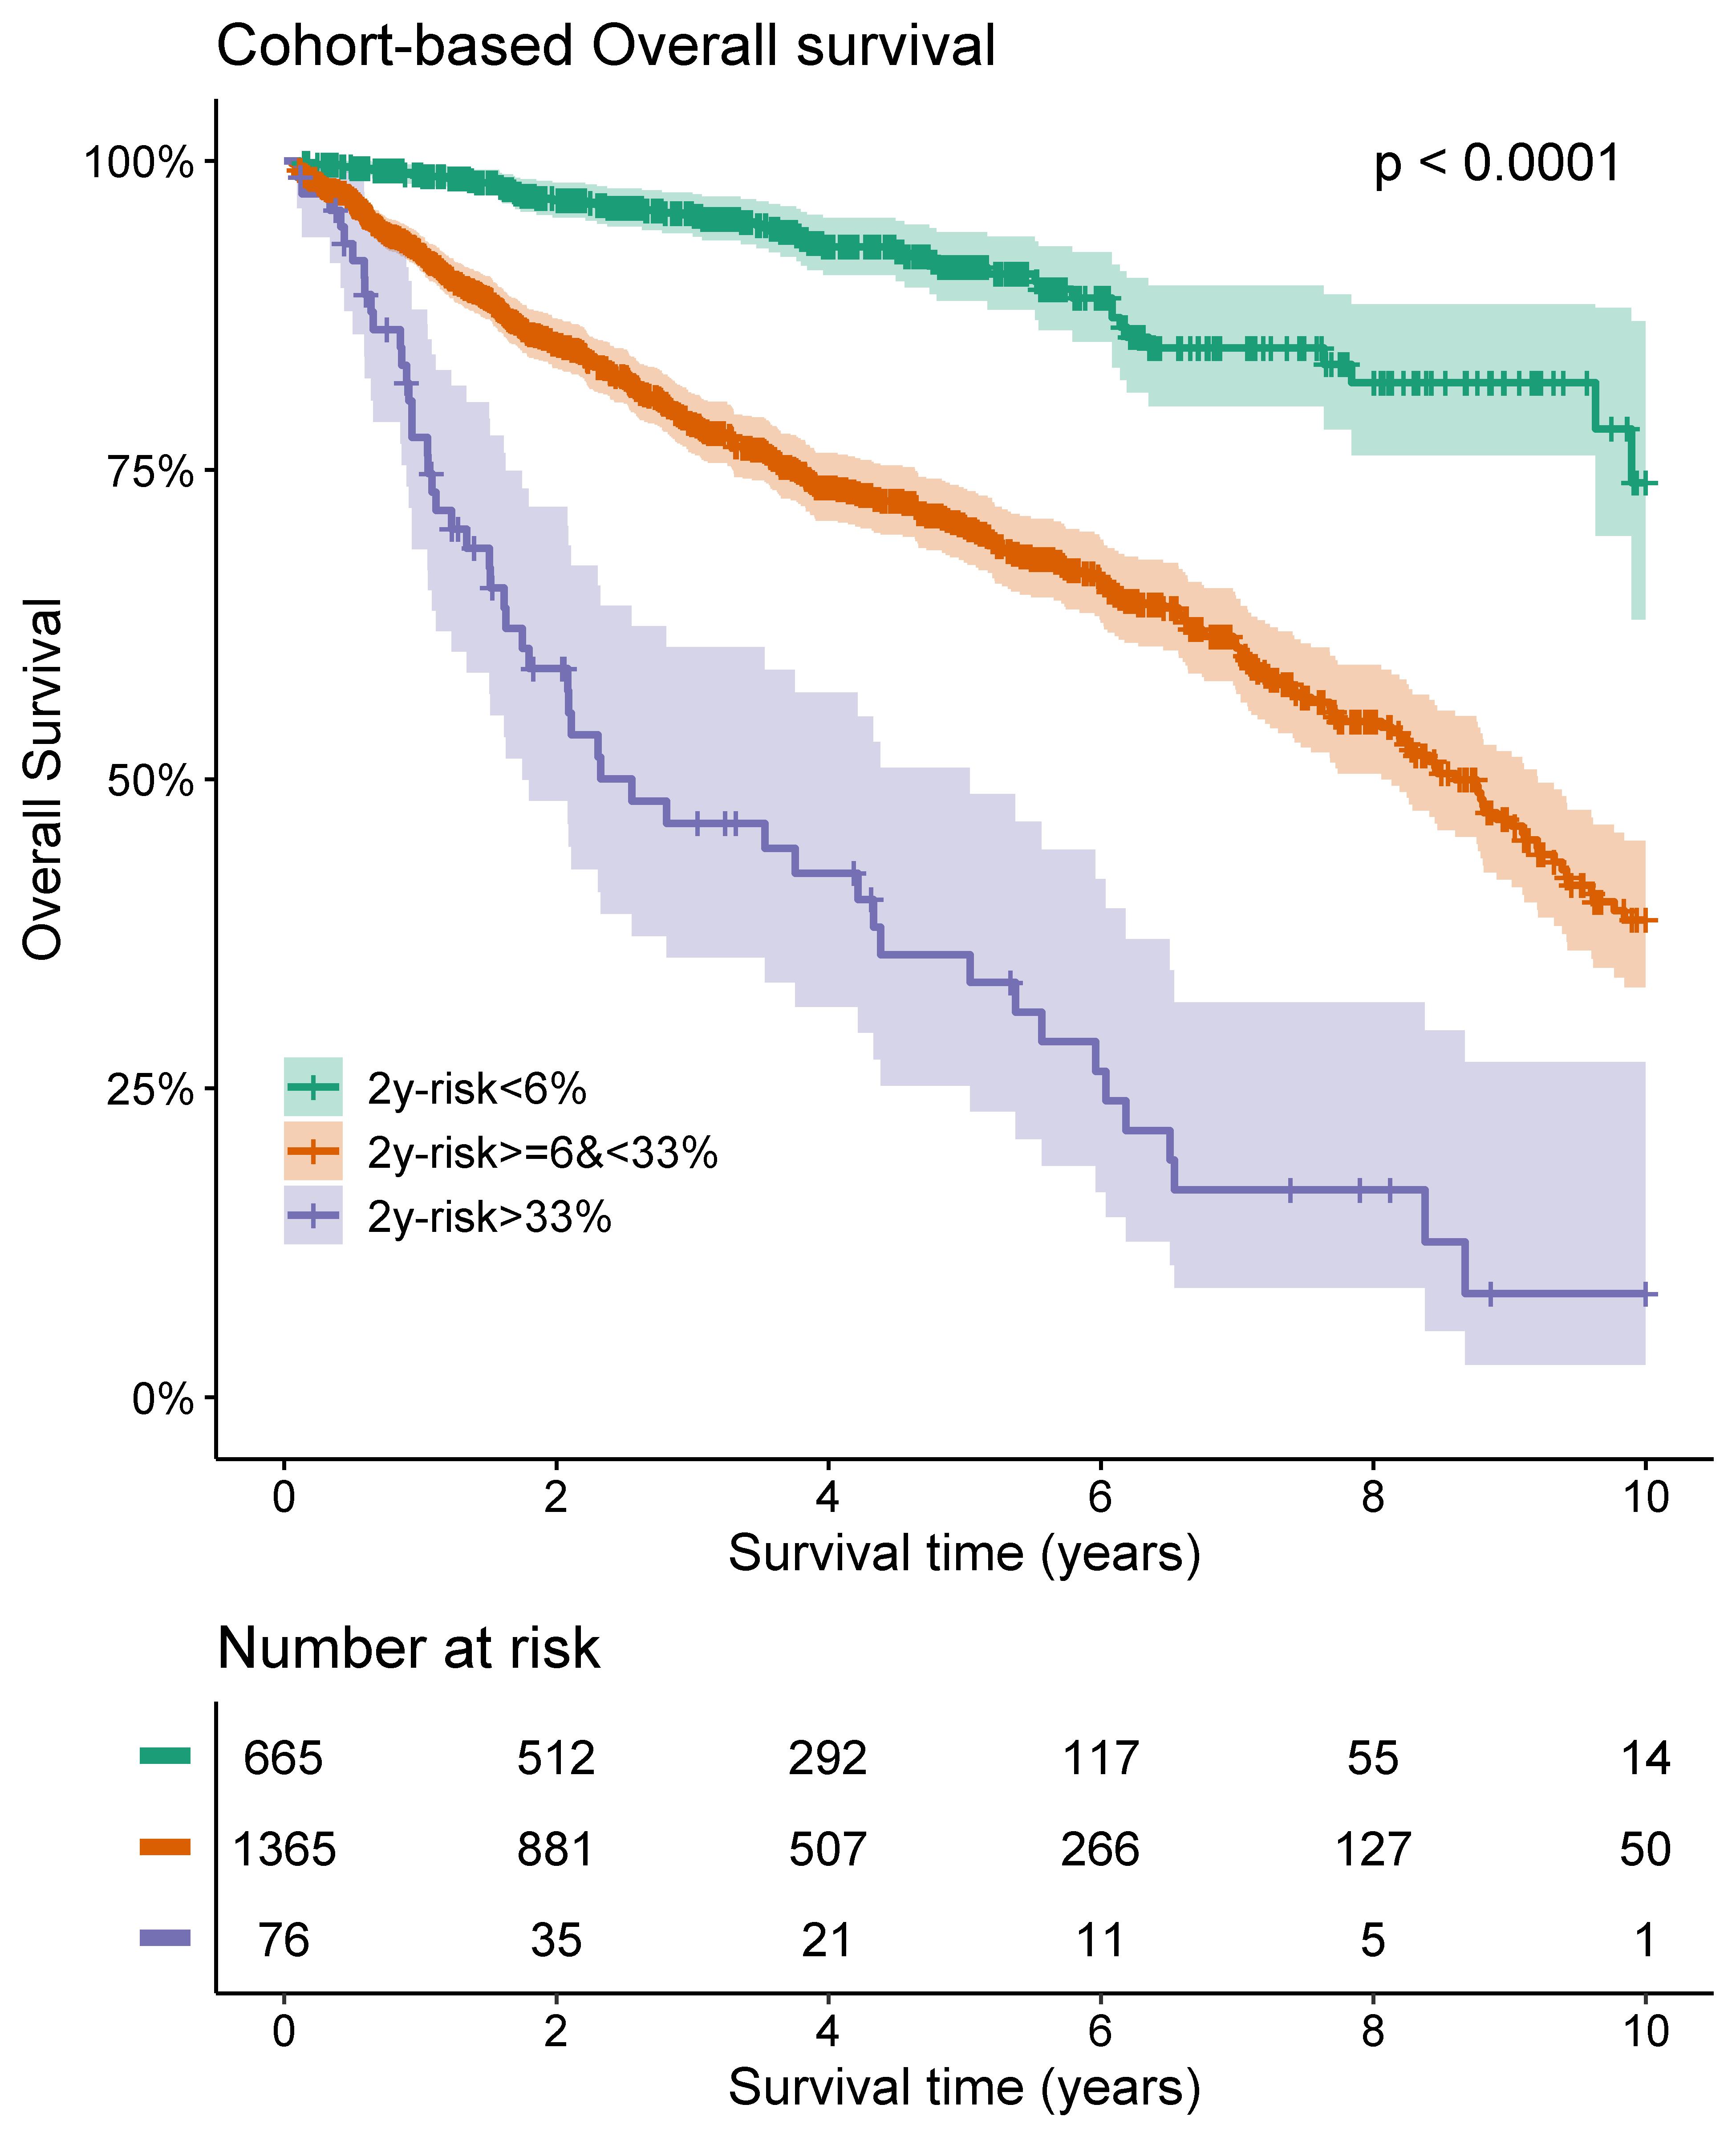 Cohort-based Overall survival
p < 0.0001
100%
75%
50%
25%
0%
Overall Survival
2y-risk<6%
2y-risk>=6&<33%
2y-risk>33%
0 2 4 6 8 10
Survival time (years)
Number at risk
665 512 292 117 55 14
1365 881 507 266 127 50
76 35 21 11 5 1
0 2 4 6 8 10
Survival time (years)